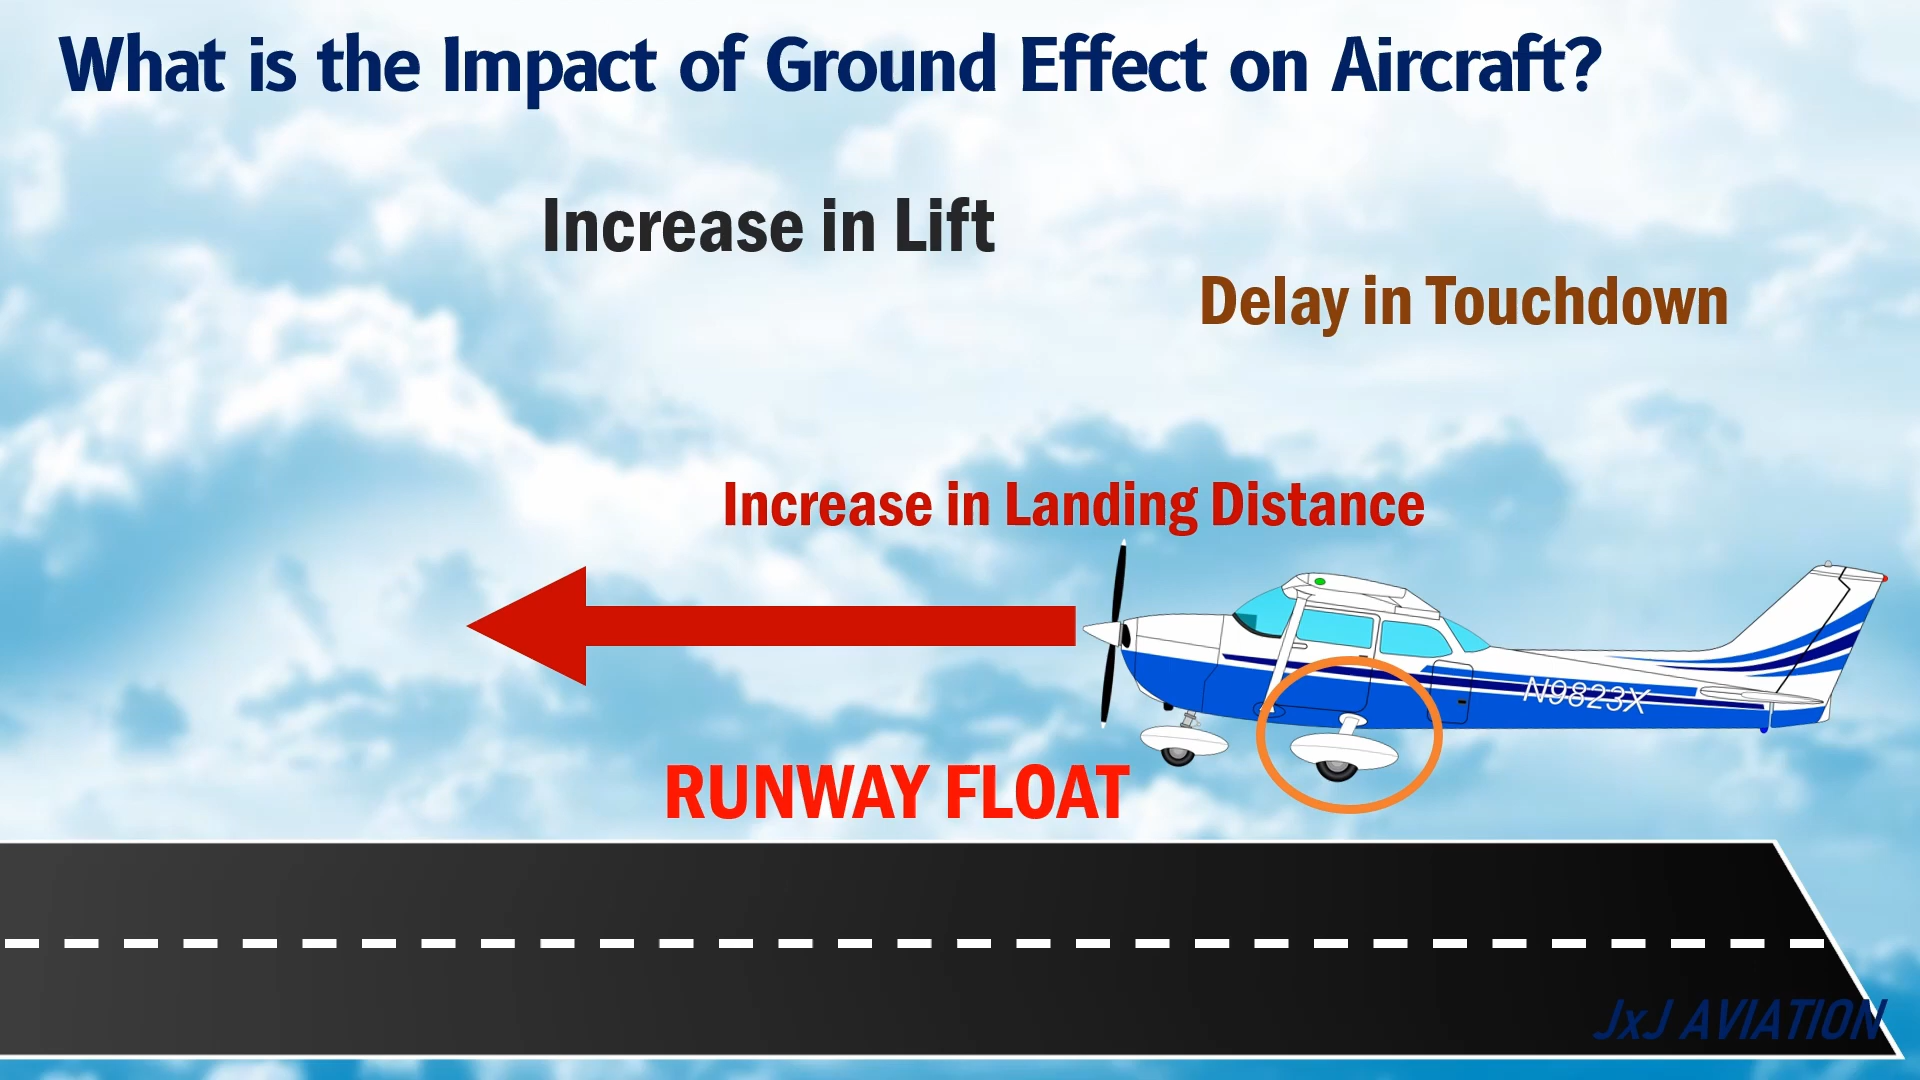 What is the Impact of Ground Effect on Aircraft?
Increase in Lift
Delay in Touchdown
Increase in Landing Distance
N9823X
RUNWAY FLOAT
JxJ AVIATION